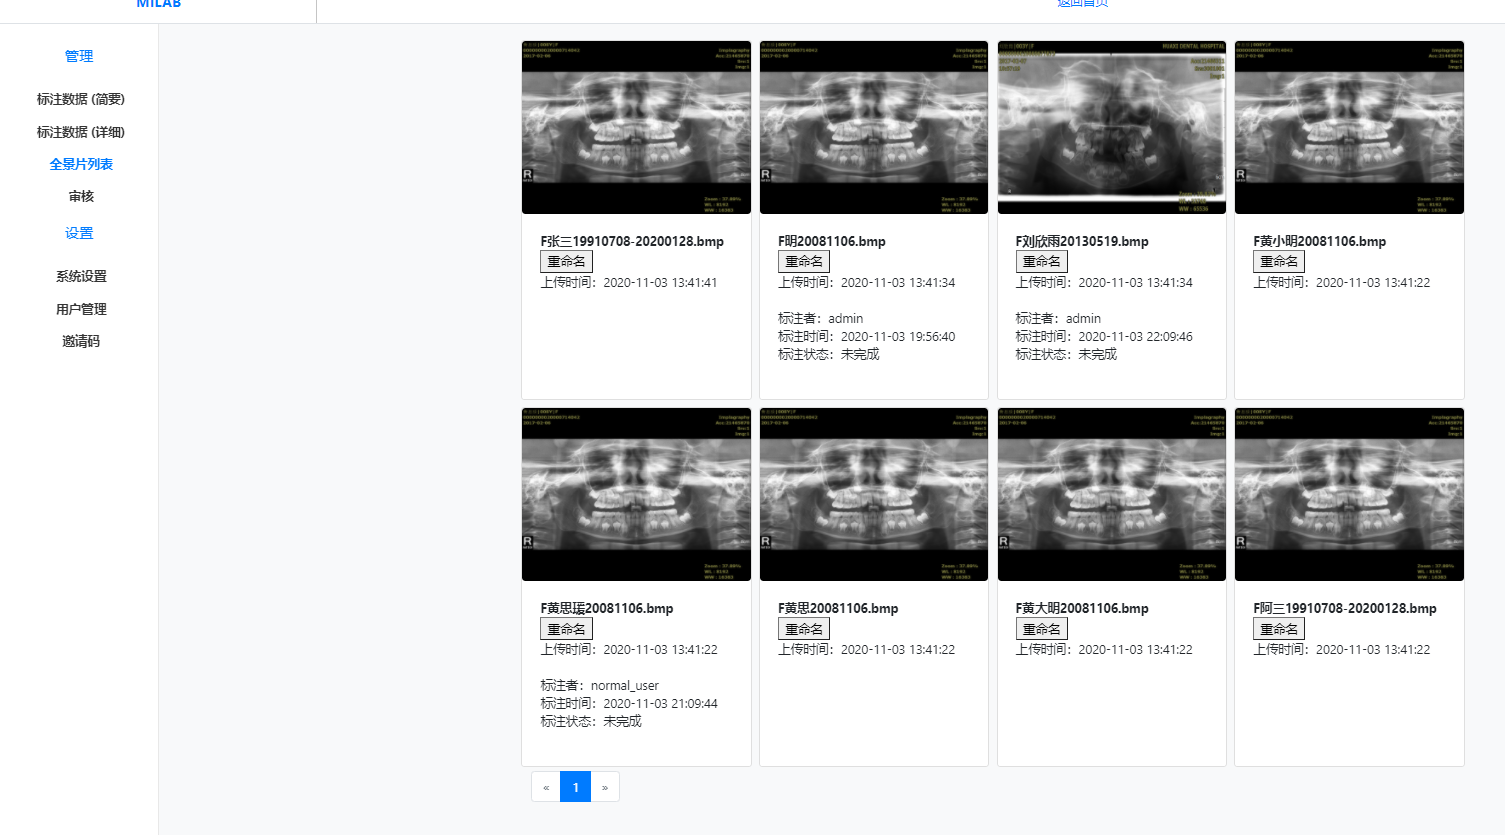 MILAB
返回首页
管理
标注数据 (简要)
标注数据 (详细)
全景片列表
审核
设置
系统设置
用户管理
邀请码
F张三19910708-20200128.bmp
重命名
上传时间：2020-11-03 13:41:41
F明20081106.bmp
重命名
上传时间：2020-11-03 13:41:34
标注者：admin
标注时间：2020-11-03 19:56:40
标注状态：未完成
HUAXI DENTAL HOSPITAL
F刘欣雨20130519.bmp
重命名
上传时间：2020-11-03 13:41:34
标注者：admin
标注时间：2020-11-03 22:09:46
标注状态：未完成
F黄小明20081106.bmp
重命名
上传时间：2020-11-03 13:41:22
R
F黄思瑗20081106.bmp
重命名
上传时间：2020-11-03 13:41:22
标注者：normal_user
标注时间：2020-11-03 21:09:44
标注状态：未完成
R
F黄思20081106.bmp
重命名
上传时间：2020-11-03 13:41:22
R
F黄大明20081106.bmp
重命名
上传时间：2020-11-03 13:41:22
R
F阿三19910708-20200128.bmp
重命名
上传时间：2020-11-03 13:41:22
« 1 »